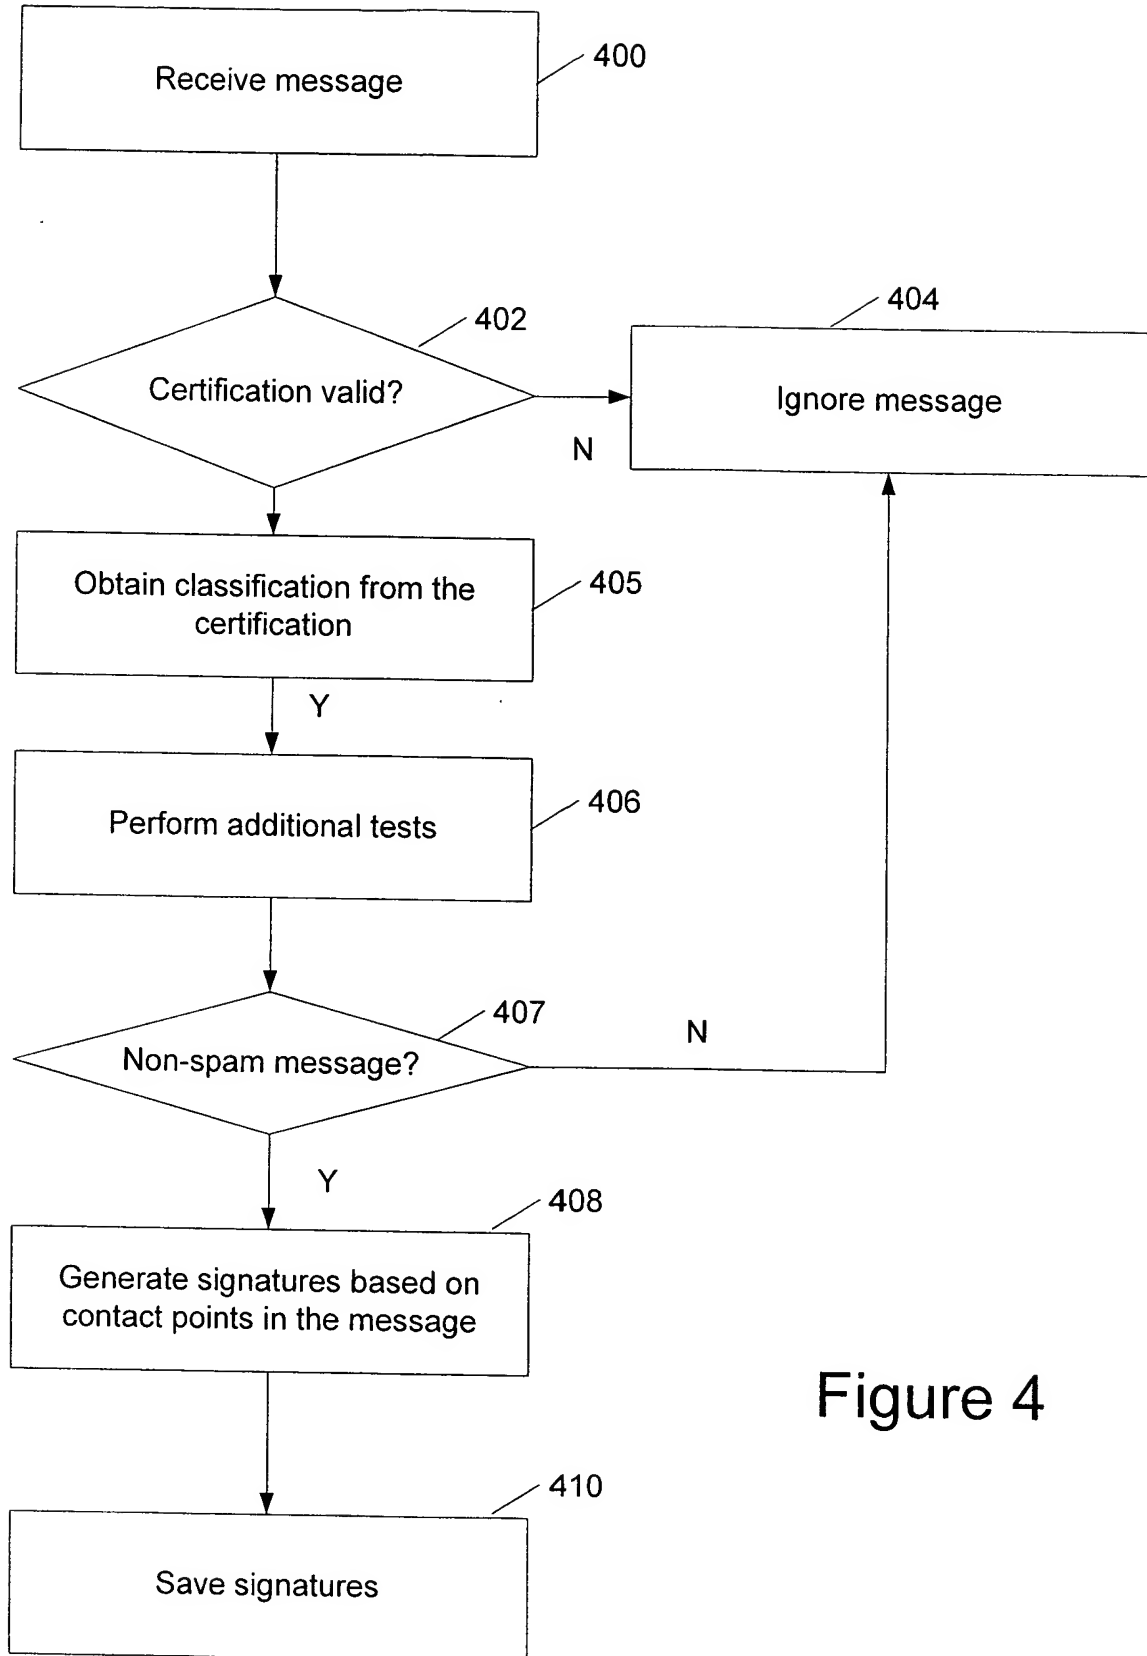 Receive message
400
402
404
Certification valid?
Ignore message
N
Obtain classification from the
certification
405
Y
Perform additional tests
406
407
N
Non-spam message?
Y
408
Generate signatures based on
contact points in the message
Figure 4
410
Save signatures